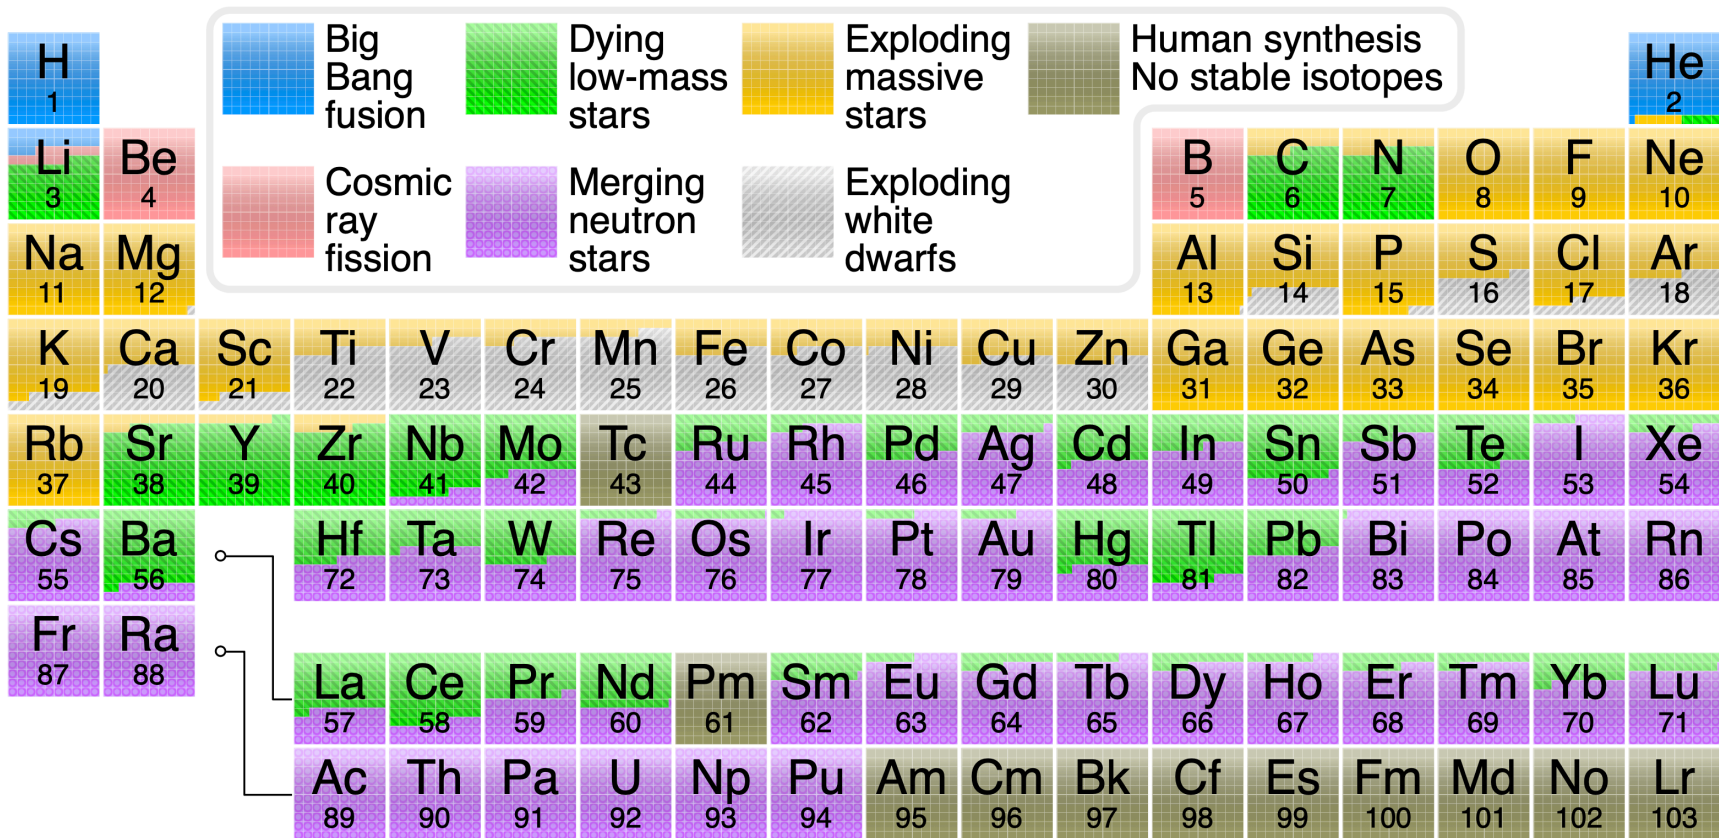 Big
Bang
fusion
Dying
low-mass
stars
Exploding
massive
stars
Human synthesis
No stable isotopes
Cosmic
ray
fission
Merging
neutron
stars
Exploding
white
dwarfs
H
1
He
2
Li
3
Be
4
B
5
C
6
N
7
O
8
F
9
Ne
10
Na
11
Mg
12
Al
13
Si
14
P
15
S
16
Cl
17
Ar
18
K
19
Ca
20
Sc
21
Ti
22
V
23
Cr
24
Mn
25
Fe
26
Co
27
Ni
28
Cu
29
Zn
30
Ga
31
Ge
32
As
33
Se
34
Br
35
Kr
36
Rb
37
Sr
38
Y
39
Zr
40
Nb
41
Mo
42
Tc
43
Ru
44
Rh
45
Pd
46
Ag
47
Cd
48
In
49
Sn
50
Sb
51
Te
52
I
53
Xe
54
Cs
55
Ba
56
Hf
72
Ta
73
W
74
Re
75
Os
76
Ir
77
Pt
78
Au
79
Hg
80
Tl
81
Pb
82
Bi
83
Po
84
At
85
Rn
86
Fr
87
Ra
88
La
57
Ce
58
Pr
59
Nd
60
Pm
61
Sm
62
Eu
63
Gd
64
Tb
65
Dy
66
Ho
67
Er
68
Tm
69
Yb
70
Lu
71
Ac
89
Th
90
Pa
91
U
92
Np
93
Pu
94
Am
95
Cm
96
Bk
97
Cf
98
Es
99
Fm
100
Md
101
No
102
Lr
103